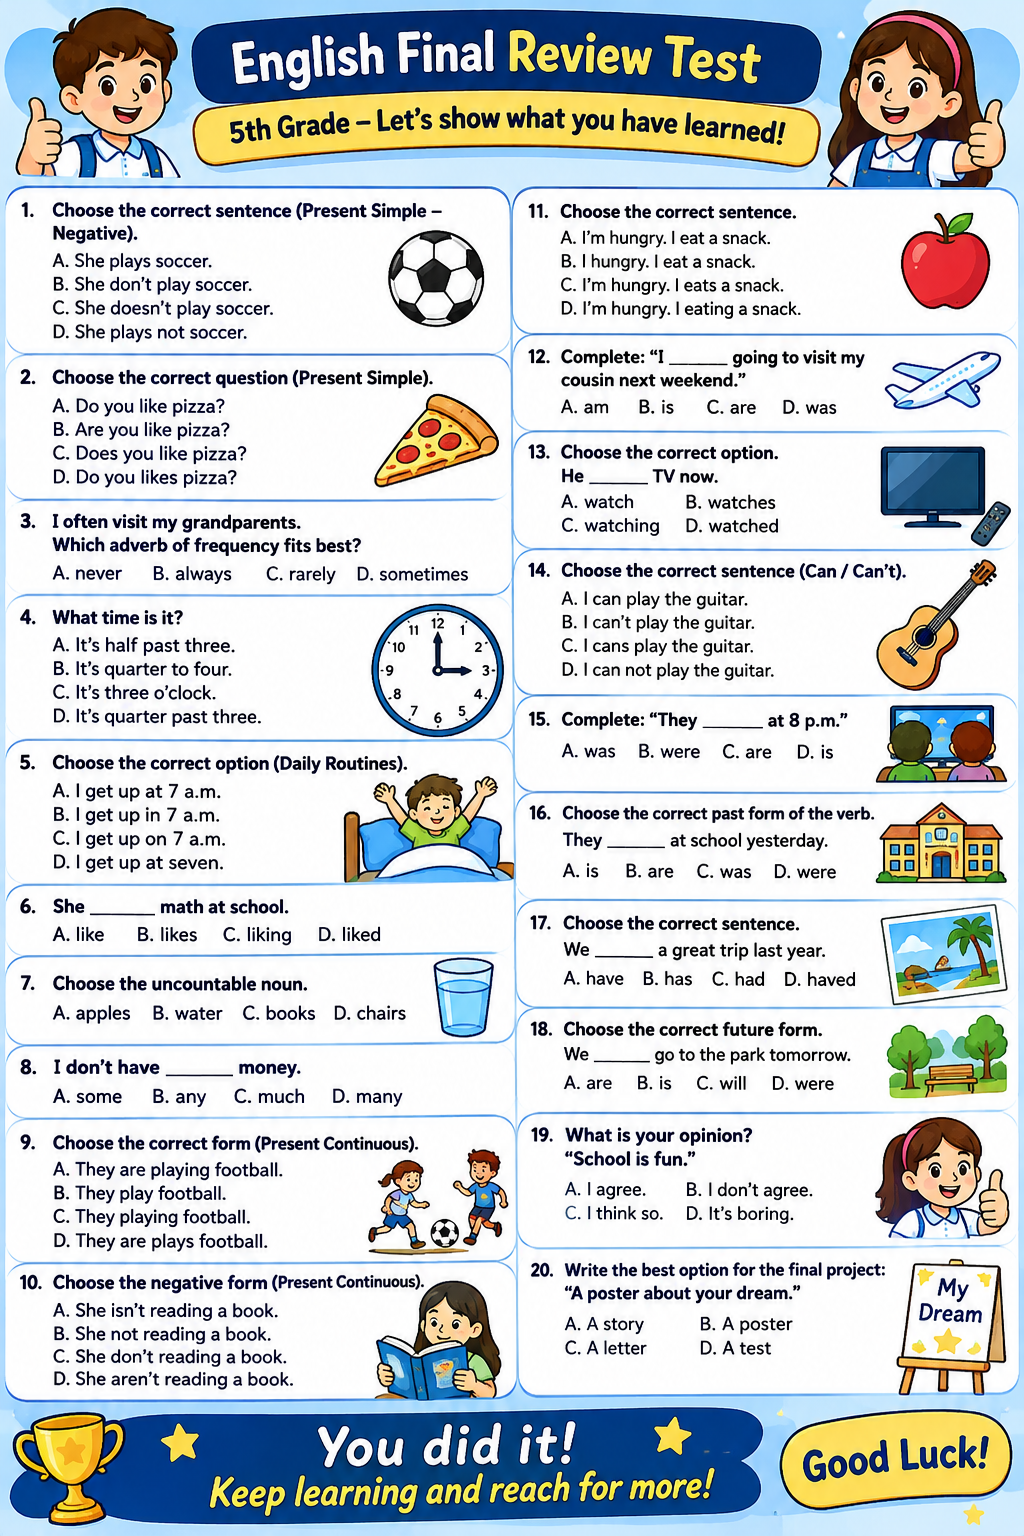 English Final Review Test
5th Grade – Let's show what you have learned!
1. Choose the correct sentence (Present Simple –
Negative).
A. She plays soccer.
B. She don't play soccer.
C. She doesn't play soccer.
D. She plays not soccer.
2. Choose the correct question (Present Simple).
A. Do you like pizza?
B. Are you like pizza?
C. Does you like pizza?
D. Do you likes pizza?
3. I often visit my grandparents.
Which adverb of frequency fits best?
A. never B. always C. rarely D. sometimes
4. What time is it?
A. It's half past three.
B. It's quarter to four.
C. It's three o'clock.
D. It's quarter past three.
12
11 1
10 2
9 3
8 4
7 5
6
5. Choose the correct option (Daily Routines).
A. I get up at 7 a.m.
B. I get up in 7 a.m.
C. I get up on 7 a.m.
D. I get up at seven.
6. She _______ math at school.
A. like B. likes C. liking D. liked
7. Choose the uncountable noun.
A. apples B. water C. books D. chairs
8. I don't have _______ money.
A. some B. any C. much D. many
9. Choose the correct form (Present Continuous).
A. They are playing football.
B. They play football.
C. They playing football.
D. They are plays football.
10. Choose the negative form (Present Continuous).
A. She isn't reading a book.
B. She not reading a book.
C. She don't reading a book.
D. She aren't reading a book.
11. Choose the correct sentence.
A. I'm hungry. I eat a snack.
B. I hungry. I eat a snack.
C. I'm hungry. I eats a snack.
D. I'm hungry. I eating a snack.
12. Complete: "I ______ going to visit my
cousin next weekend."
A. am B. is C. are D. was
13. Choose the correct option.
He ______ TV now.
A. watch B. watches
C. watching D. watched
14. Choose the correct sentence (Can / Can't).
A. I can play the guitar.
B. I can't play the guitar.
C. I cans play the guitar.
D. I can not play the guitar.
15. Complete: "They ______ at 8 p.m."
A. was B. were C. are D. is
16. Choose the correct past form of the verb.
They ______ at school yesterday.
A. is B. are C. was D. were
17. Choose the correct sentence.
We ______ a great trip last year.
A. have B. has C. had D. haved
18. Choose the correct future form.
We ______ go to the park tomorrow.
A. are B. is C. will D. were
19. What is your opinion?
"School is fun."
A. I agree. B. I don't agree.
C. I think so. D. It's boring.
20. Write the best option for the final project:
"A poster about your dream."
A. A story B. A poster
C. A letter D. A test
My
Dream
You did it!
Keep learning and reach for more!
Good Luck!